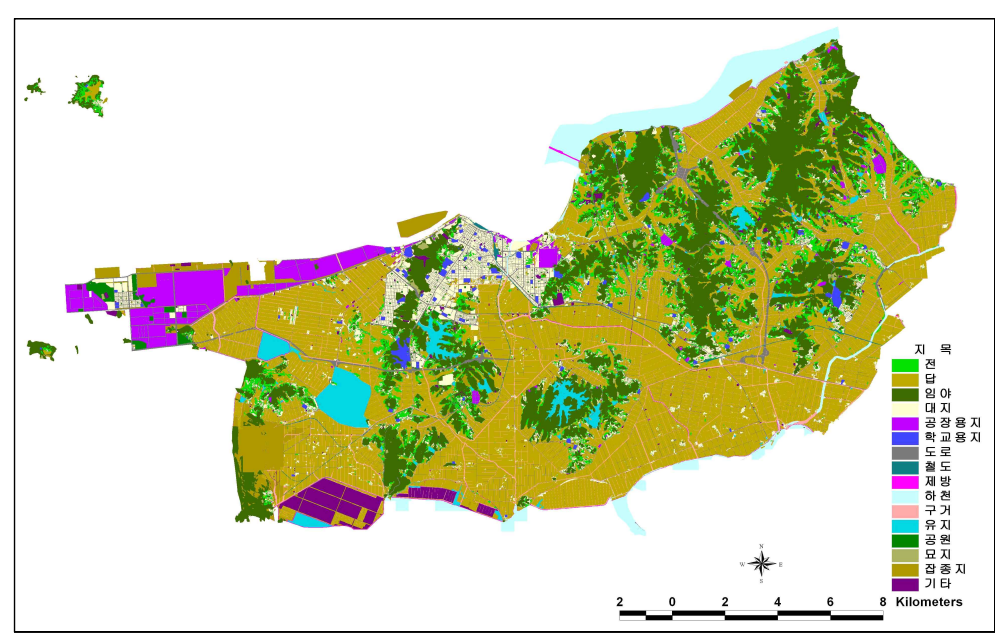 지 목
전
답
임 야
대 지
공 장 용 지
학 교 용 지
도 로
철 도
제 방
하 천
구 거
유 지
공 원
묘 지
잡 종 지
기 타
N
W E
S
2 0 2 4 6 8 Kilometers